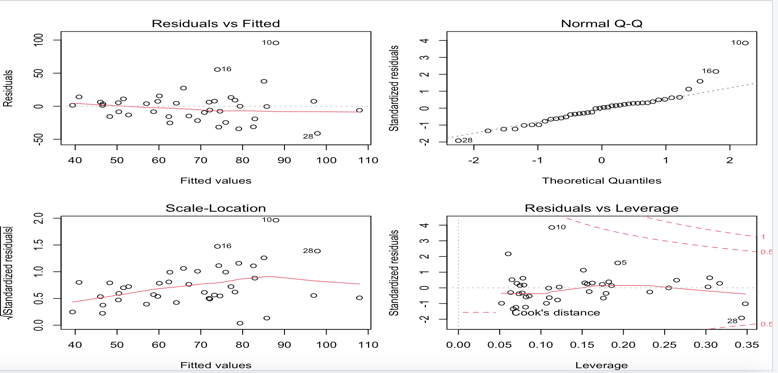 Residuals vs Fitted
Residuals
100
50
0
-50
10
16
28
40 50 60 70 80 90 100 110
Fitted values
Normal Q-Q
Standardized residuals
4
3
2
1
0
-1
-2
10
16
28
-2 -1 0 1 2
Theoretical Quantiles
Scale-Location
√|Standardized residuals|
2.0
1.5
1.0
0.5
0.0
10
16
28
40 50 60 70 80 90 100 110
Fitted values
Residuals vs Leverage
Standardized residuals
4
3
2
1
0
-1
-2
10
5
28
Cook's distance
1
0.5
0.5
0.00 0.05 0.10 0.15 0.20 0.25 0.30 0.35
Leverage